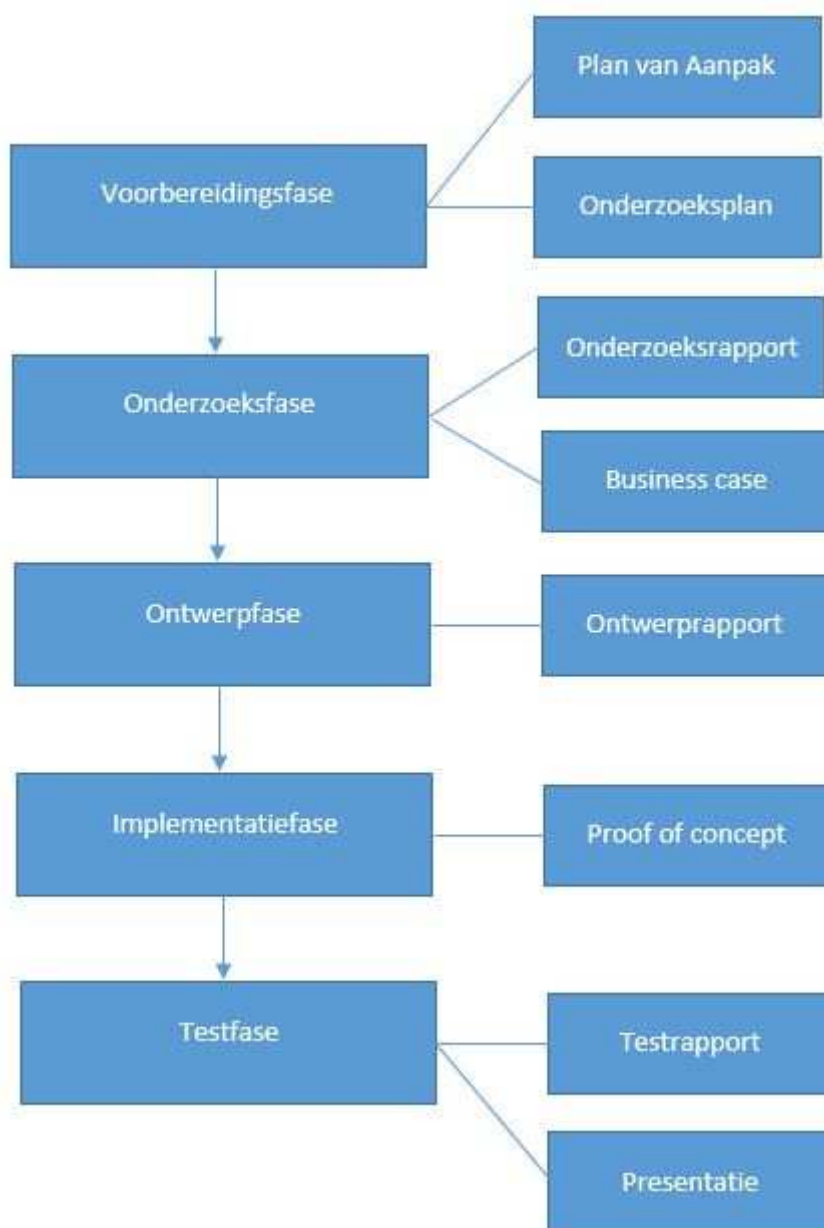 Plan van Aanpak
Voorbereidingsfase
Onderzoeksplan
Onderzoeksrapport
Onderzoeksfase
Business case
Ontwerpfase
Ontwerprapport
Implementatiefase
Proof of concept
Testfase
Testrapport
Presentatie